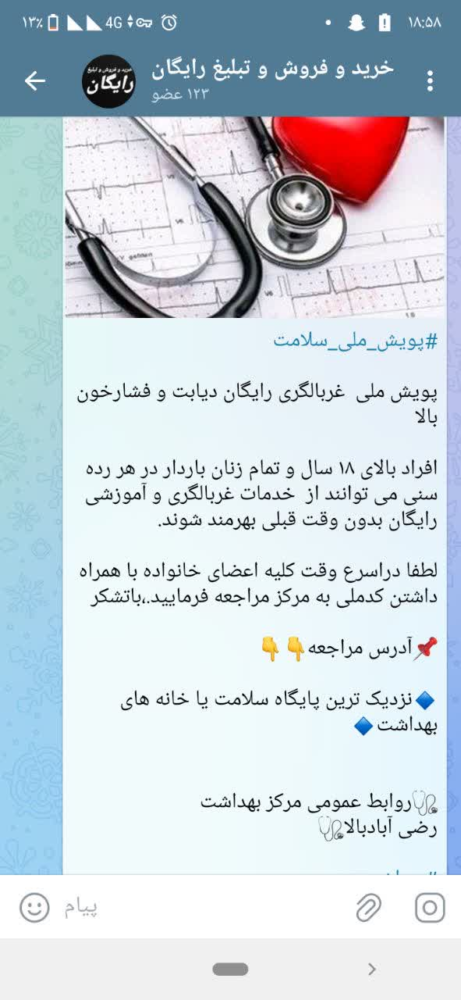 ۱۳٪ 4G ۱۸:۵۸
خرید و فروش و تبلیغ رایگان
۱۲۳ عضو
خرید و فروش و تبلیغ
رایگان
V6
V6
#پویش_ملی_سلامت
پویش ملی غربالگری رایگان دیابت و فشارخون
بالا
افراد بالای ۱۸ سال و تمام زنان باردار در هر رده
سنی می توانند از خدمات غربالگری و آموزشی
رایگان بدون وقت قبلی بهرمند شوند.
لطفا دراسرع وقت کلیه اعضای خانواده با همراه
داشتن کدملی به مرکز مراجعه فرمایید.،باتشکر
📌آدرس مراجعه👇👇
🔷نزدیک ترین پایگاه سلامت یا خانه های
بهداشت🔷
🩺روابط عمومی مرکز بهداشت
رضی آبادبالا🩺
پیام